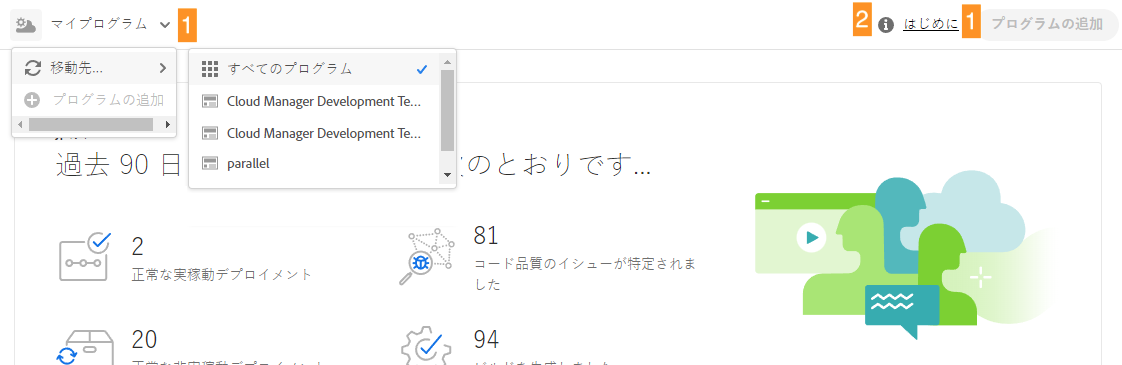 マイプログラム
1
2
はじめに
1
プログラムの追加
移動先...
プログラムの追加
すべてのプログラム
Cloud Manager Development Te...
Cloud Manager Development Te...
parallel
過去 90 日
のとおりです...
2
正常な実稼動デプロイメント
81
コード品質のイシューが特定されま
した
20
94